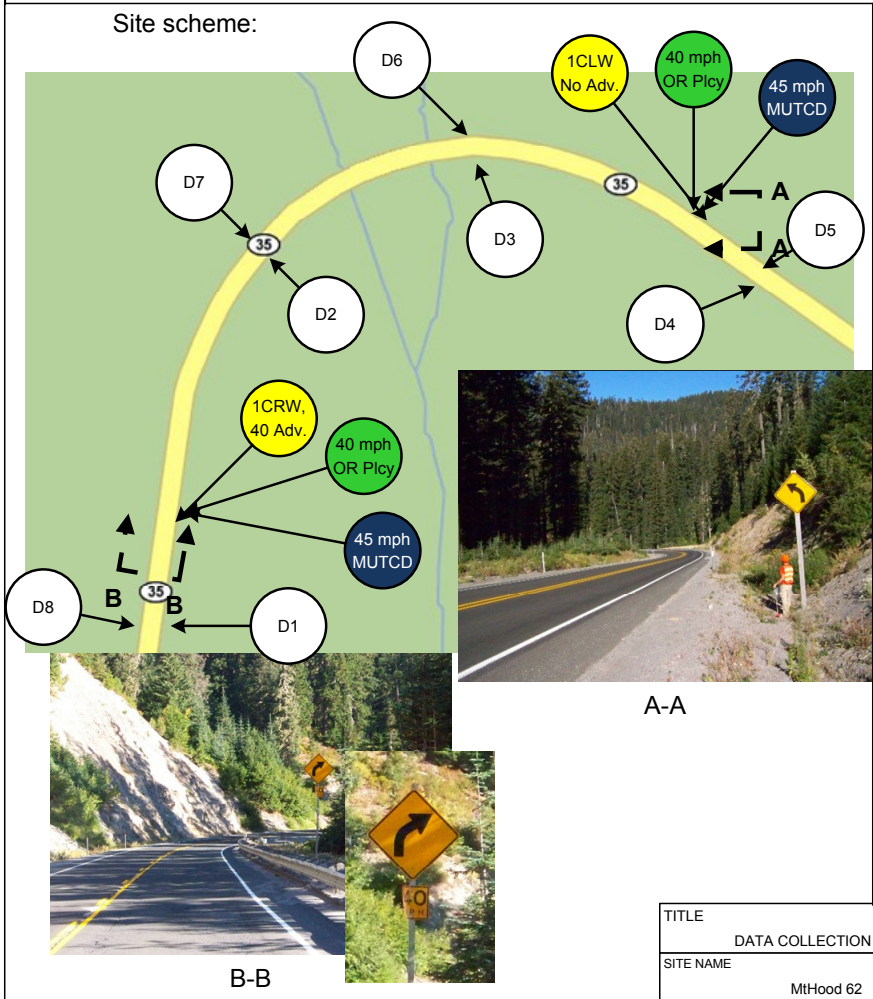 Site scheme:
D6
1CLW
No Adv.
40 mph
OR Plcy
45 mph
MUTCD
D7
35
A
D3
D5
35
A
D2
D4
1CRW,
40 Adv.
40 mph
OR Plcy
45 mph
MUTCD
B
35
B
D8
D1
A-A
40
MPH
B-B
TITLE
DATA COLLECTION
SITE NAME
MtHood 62